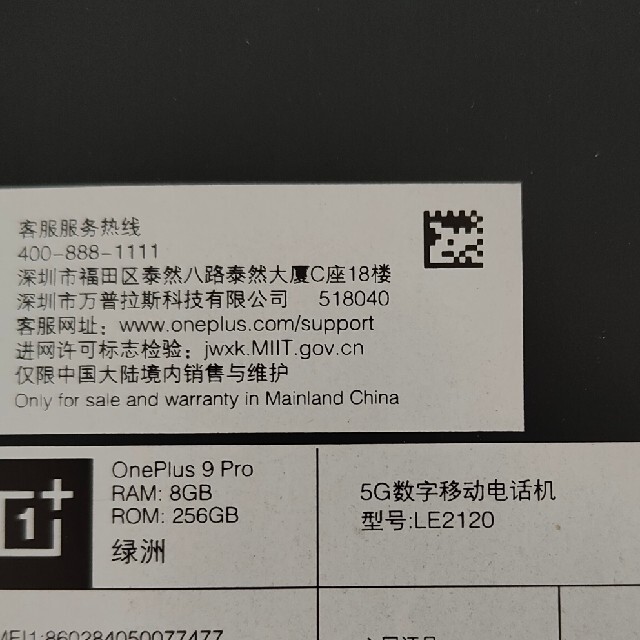 客服服务热线
400-888-1111
深圳市福田区泰然八路泰然大厦C座18楼
深圳市万普拉斯科技有限公司 518040
客服网址：www.oneplus.com/support
进网许可标志检验：jwxk.MIIT.gov.cn
仅限中国大陆境内销售与维护
Only for sale and warranty in Mainland China
OnePlus 9 Pro
RAM: 8GB
ROM: 256GB
绿洲
5G数字移动电话机
型号:LE2120
MEI1:860284050077477